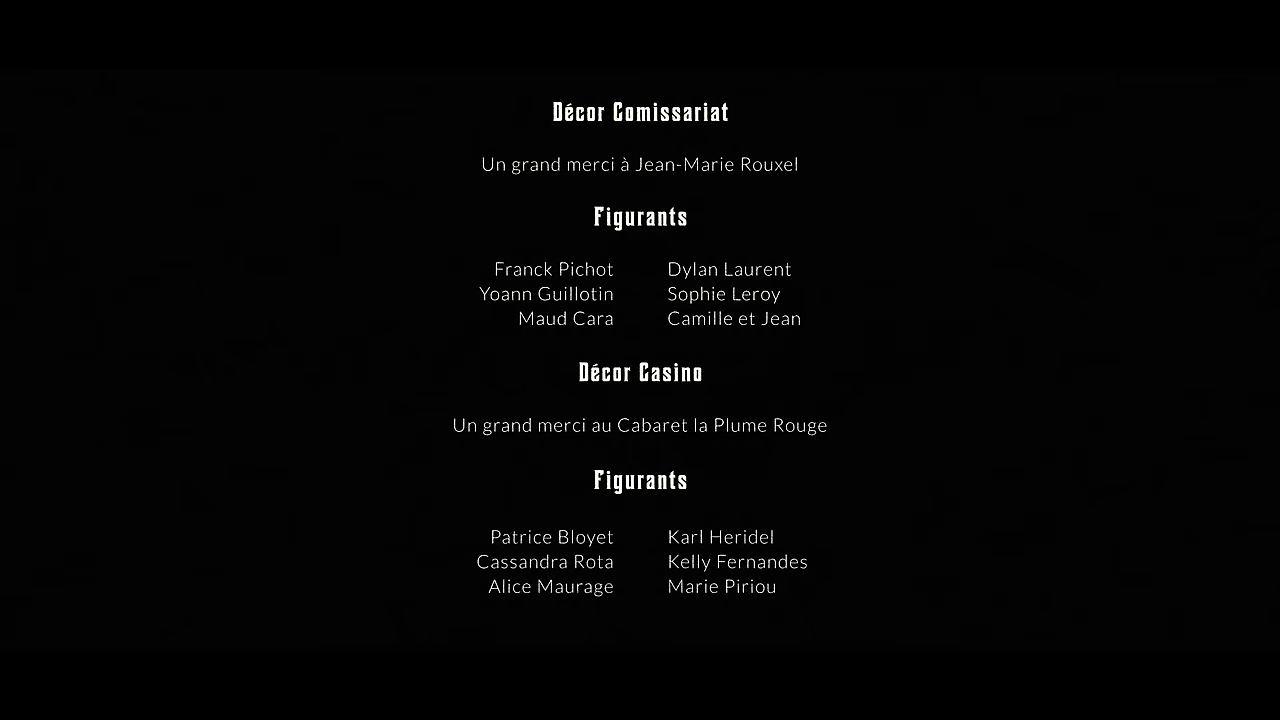 Décor Comissariat
Un grand merci à Jean-Marie Rouxel
Figurants
Franck Pichot Dylan Laurent
Yoann Guillotin Sophie Leroy
Maud Cara Camille et Jean
Décor Casino
Un grand merci au Cabaret la Plume Rouge
Figurants
Patrice Bloyet Karl Heridel
Cassandra Rota Kelly Fernandes
Alice Maurage Marie Piriou